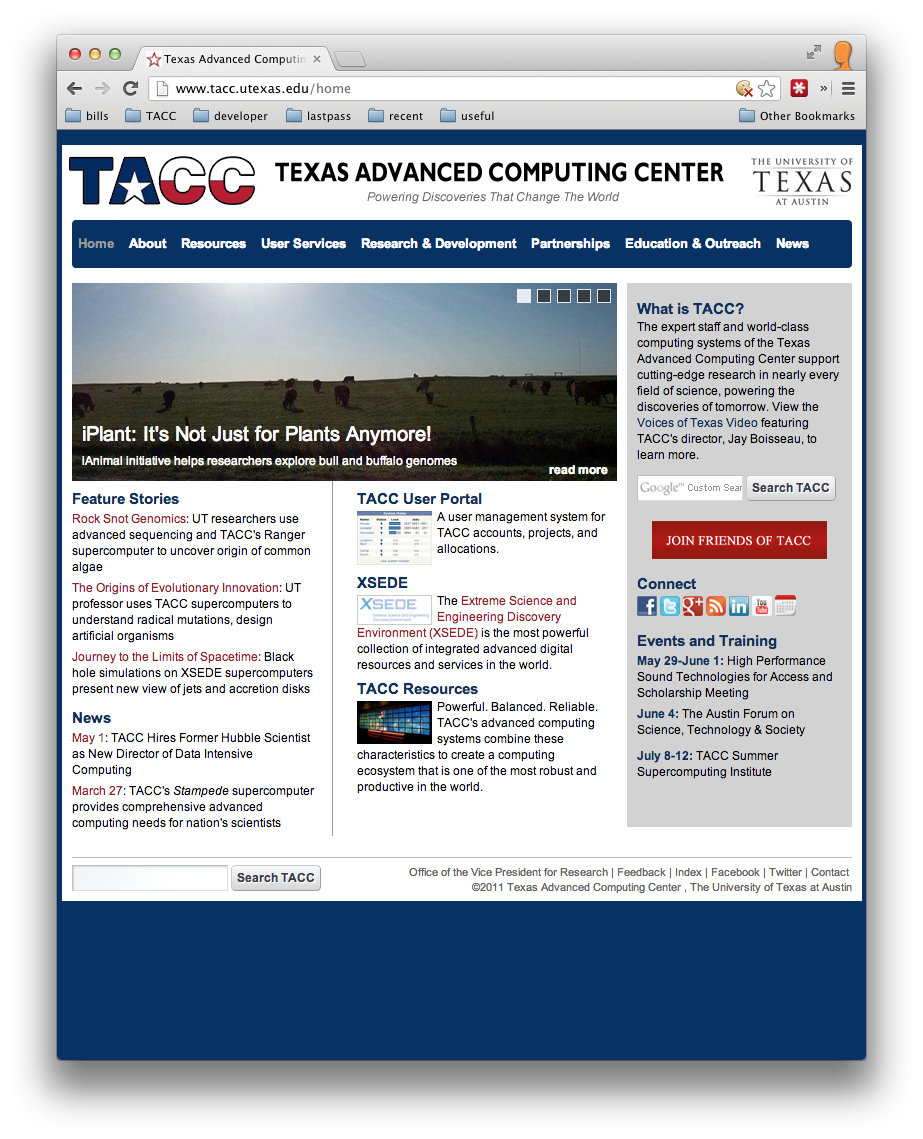 Texas Advanced Computin
www.tacc.utexas.edu/home
bills TACC developer lastpass recent useful Other Bookmarks
TACC
TEXAS ADVANCED COMPUTING CENTER
Powering Discoveries That Change The World
THE UNIVERSITY OF
TEXAS
AT AUSTIN
Home About Resources User Services Research & Development Partnerships Education & Outreach News
iPlant: It's Not Just for Plants Anymore!
iAnimal initiative helps researchers explore bull and buffalo genomes
read more
Feature Stories
Rock Snot Genomics: UT researchers use
advanced sequencing and TACC's Ranger
supercomputer to uncover origin of common
algae
The Origins of Evolutionary Innovation: UT
professor uses TACC supercomputers to
understand radical mutations, design
artificial organisms
Journey to the Limits of Spacetime: Black
hole simulations on XSEDE supercomputers
present new view of jets and accretion disks
News
May 1: TACC Hires Former Hubble Scientist
as New Director of Data Intensive
Computing
March 27: TACC's Stampede supercomputer
provides comprehensive advanced
computing needs for nation's scientists
TACC User Portal
A user management system for
TACC accounts, projects, and
allocations.
XSEDE
XSEDE
Extreme Science and Engineering
Discovery Environment
The Extreme Science and
Engineering Discovery
Environment (XSEDE) is the most powerful
collection of integrated advanced digital
resources and services in the world.
TACC Resources
Powerful. Balanced. Reliable.
TACC's advanced computing
systems combine these
characteristics to create a computing
ecosystem that is one of the most robust and
productive in the world.
What is TACC?
The expert staff and world-class
computing systems of the Texas
Advanced Computing Center support
cutting-edge research in nearly every
field of science, powering the
discoveries of tomorrow. View the
Voices of Texas Video featuring
TACC's director, Jay Boisseau, to
learn more.
Google™ Custom Sear Search TACC
JOIN FRIENDS OF TACC
Connect
You Tube
Events and Training
May 29-June 1: High Performance
Sound Technologies for Access and
Scholarship Meeting
June 4: The Austin Forum on
Science, Technology & Society
July 8-12: TACC Summer
Supercomputing Institute
Search TACC
Office of the Vice President for Research | Feedback | Index | Facebook | Twitter | Contact
©2011 Texas Advanced Computing Center , The University of Texas at Austin